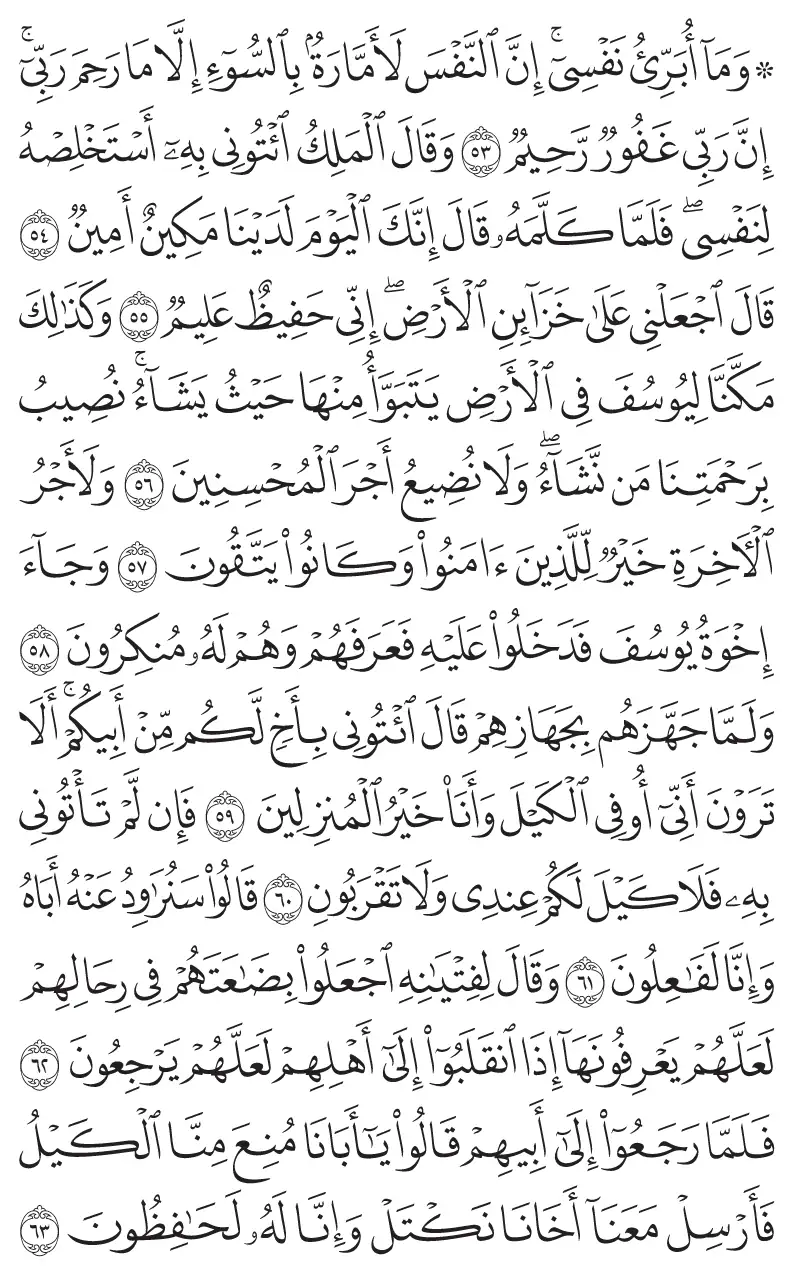 ۞ وَمَآ أُبَرِّئُ نَفۡسِيٓۚ إِنَّ ٱلنَّفۡسَ لَأَمَّارَةُۢ بِٱلسُّوٓءِ إِلَّا مَا رَحِمَ رَبِّيٓۚ
إِنَّ رَبِّي غَفُورٞ رَّحِيمٞ ٥٣ وَقَالَ ٱلۡمَلِكُ ٱئۡتُونِي بِهِۦٓ أَسۡتَخۡلِصۡهُ
لِنَفۡسِيۖ فَلَمَّا كَلَّمَهُۥ قَالَ إِنَّكَ ٱلۡيَوۡمَ لَدَيۡنَا مَكِينٌ أَمِينٞ ٥٤
قَالَ ٱجۡعَلۡنِي عَلَىٰ خَزَآئِنِ ٱلۡأَرۡضِۖ إِنِّي حَفِيظٌ عَلِيمٞ ٥٥ وَكَذَٰلِكَ
مَكَّنَّا لِيُوسُفَ فِي ٱلۡأَرۡضِ يَتَبَوَّأُ مِنۡهَا حَيۡثُ يَشَآءُۚ نُصِيبُ
بِرَحۡمَتِنَا مَن نَّشَآءُۖ وَلَا نُضِيعُ أَجۡرَ ٱلۡمُحۡسِنِينَ ٥٦ وَلَأَجۡرُ
ٱلۡأٓخِرَةِ خَيۡرٞ لِّلَّذِينَ ءَامَنُواْ وَكَانُواْ يَتَّقُونَ ٥٧ وَجَآءَ
إِخۡوَةُ يُوسُفَ فَدَخَلُواْ عَلَيۡهِ فَعَرَفَهُمۡ وَهُمۡ لَهُۥ مُنكِرُونَ ٥٨
وَلَمَّا جَهَّزَهُم بِجَهَازِهِمۡ قَالَ ٱئۡتُونِي بِأَخٖ لَّكُم مِّنۡ أَبِيكُمۡۚ أَلَا
تَرَوۡنَ أَنِّيٓ أُوفِي ٱلۡكَيۡلَ وَأَنَا۠ خَيۡرُ ٱلۡمُنزِلِينَ ٥٩ فَإِن لَّمۡ تَأۡتُونِي
بِهِۦ فَلَا كَيۡلَ لَكُمۡ عِندِي وَلَا تَقۡرَبُونِ ٦٠ قَالُواْ سَنُرَٰوِدُ عَنۡهُ أَبَاهُ
وَإِنَّا لَفَٰعِلُونَ ٦١ وَقَالَ لِفِتۡيَٰنِهِ ٱجۡعَلُواْ بِضَٰعَتَهُمۡ فِي رِحَالِهِمۡ
لَعَلَّهُمۡ يَعۡرِفُونَهَآ إِذَا ٱنقَلَبُوٓاْ إِلَىٰٓ أَهۡلِهِمۡ لَعَلَّهُمۡ يَرۡجِعُونَ ٦٢
فَلَمَّا رَجَعُوٓاْ إِلَىٰٓ أَبِيهِمۡ قَالُواْ يَٰٓأَبَانَا مُنِعَ مِنَّا ٱلۡكَيۡلُ
فَأَرۡسِلۡ مَعَنَآ أَخَانَا نَكۡتَلۡ وَإِنَّا لَهُۥ لَحَٰفِظُونَ ٦٣